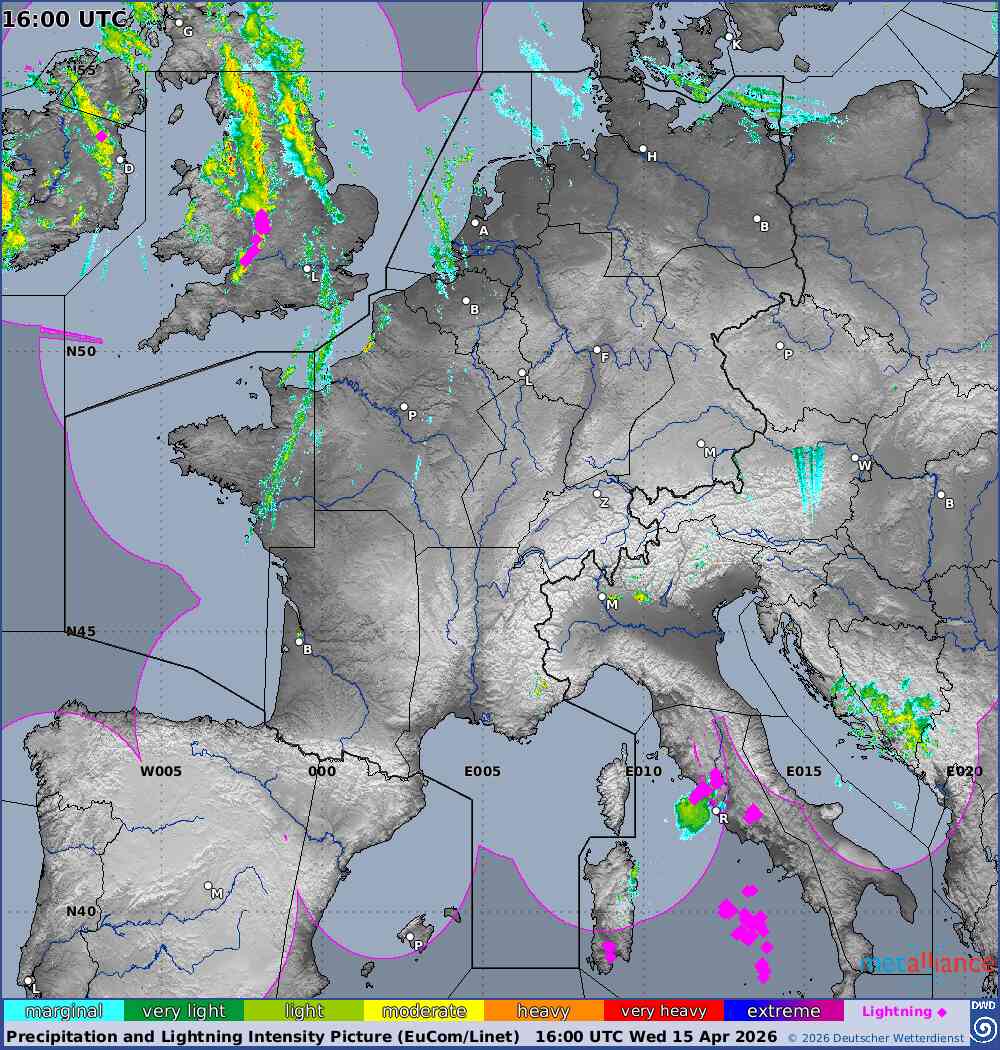 16:00 UTC
G
K
N55
D
H
A
B
L
B
N50
F
P
L
P
M
W
Z
B
M
N45
B
W005
000
E005
E010
E015
E020
R
M
N40
P
metalliance
L
marginal very light light moderate heavy very heavy extreme Lightning ◆ DWD
Precipitation and Lightning Intensity Picture (EuCom/Linet) 16:00 UTC Wed 15 Apr 2026 © 2026 Deutscher Wetterdienst